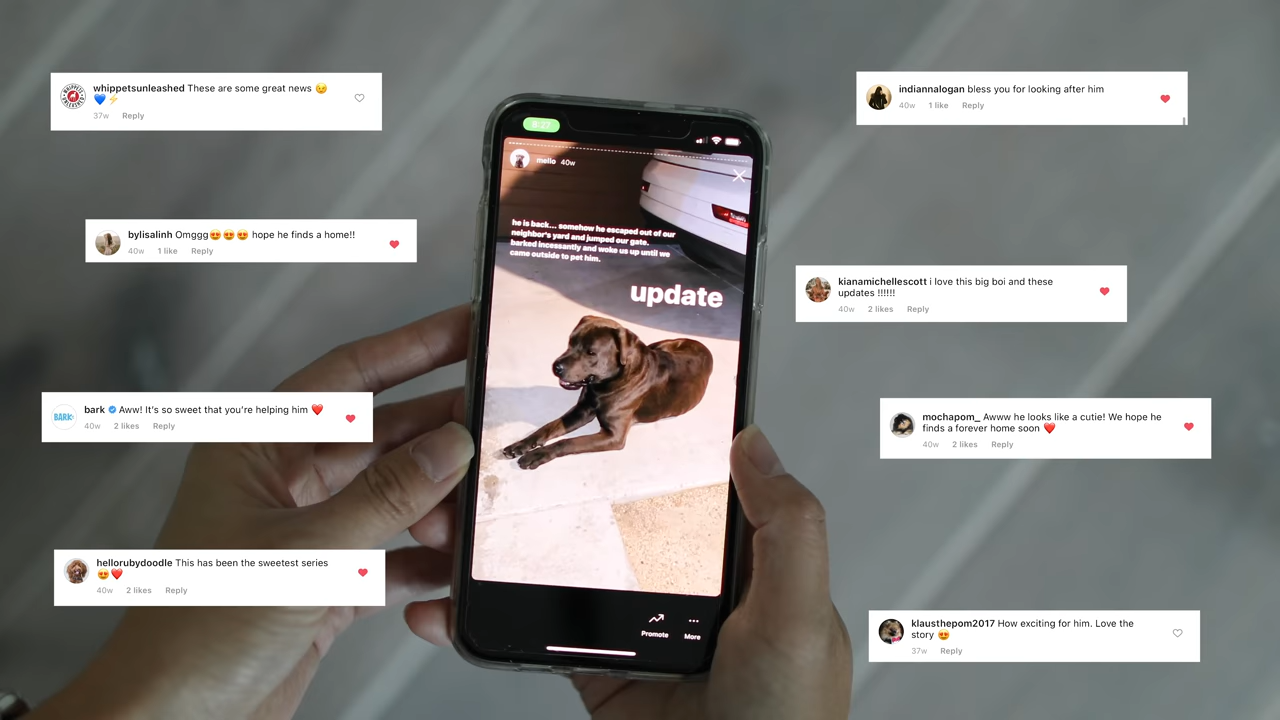 whippetsunleashed These are some great news 😉
💙⚡
37w Reply
bylisalinh Omggg😍😍😍 hope he finds a home!!
40w 1 like Reply
BARK
bark Aww! It's so sweet that you're helping him ❤️
40w 2 likes Reply
hellorubydoodle This has been the sweetest series
😍❤️
40w 2 likes Reply
mello 40w
he is back... somehow he escaped out of our
neighbor's yard and jumped our gate.
barked incessantly and woke us up until we
came outside to pet him.
update
Promote
More
indiannalogan bless you for looking after him
40w 1 like Reply
kianamichellescott i love this big boi and these
updates !!!!!!
40w 2 likes Reply
mochapom_ Awww he looks like a cutie! We hope he
finds a forever home soon ❤️
40w 2 likes Reply
klausthepom2017 How exciting for him. Love the
story 😍
37w Reply